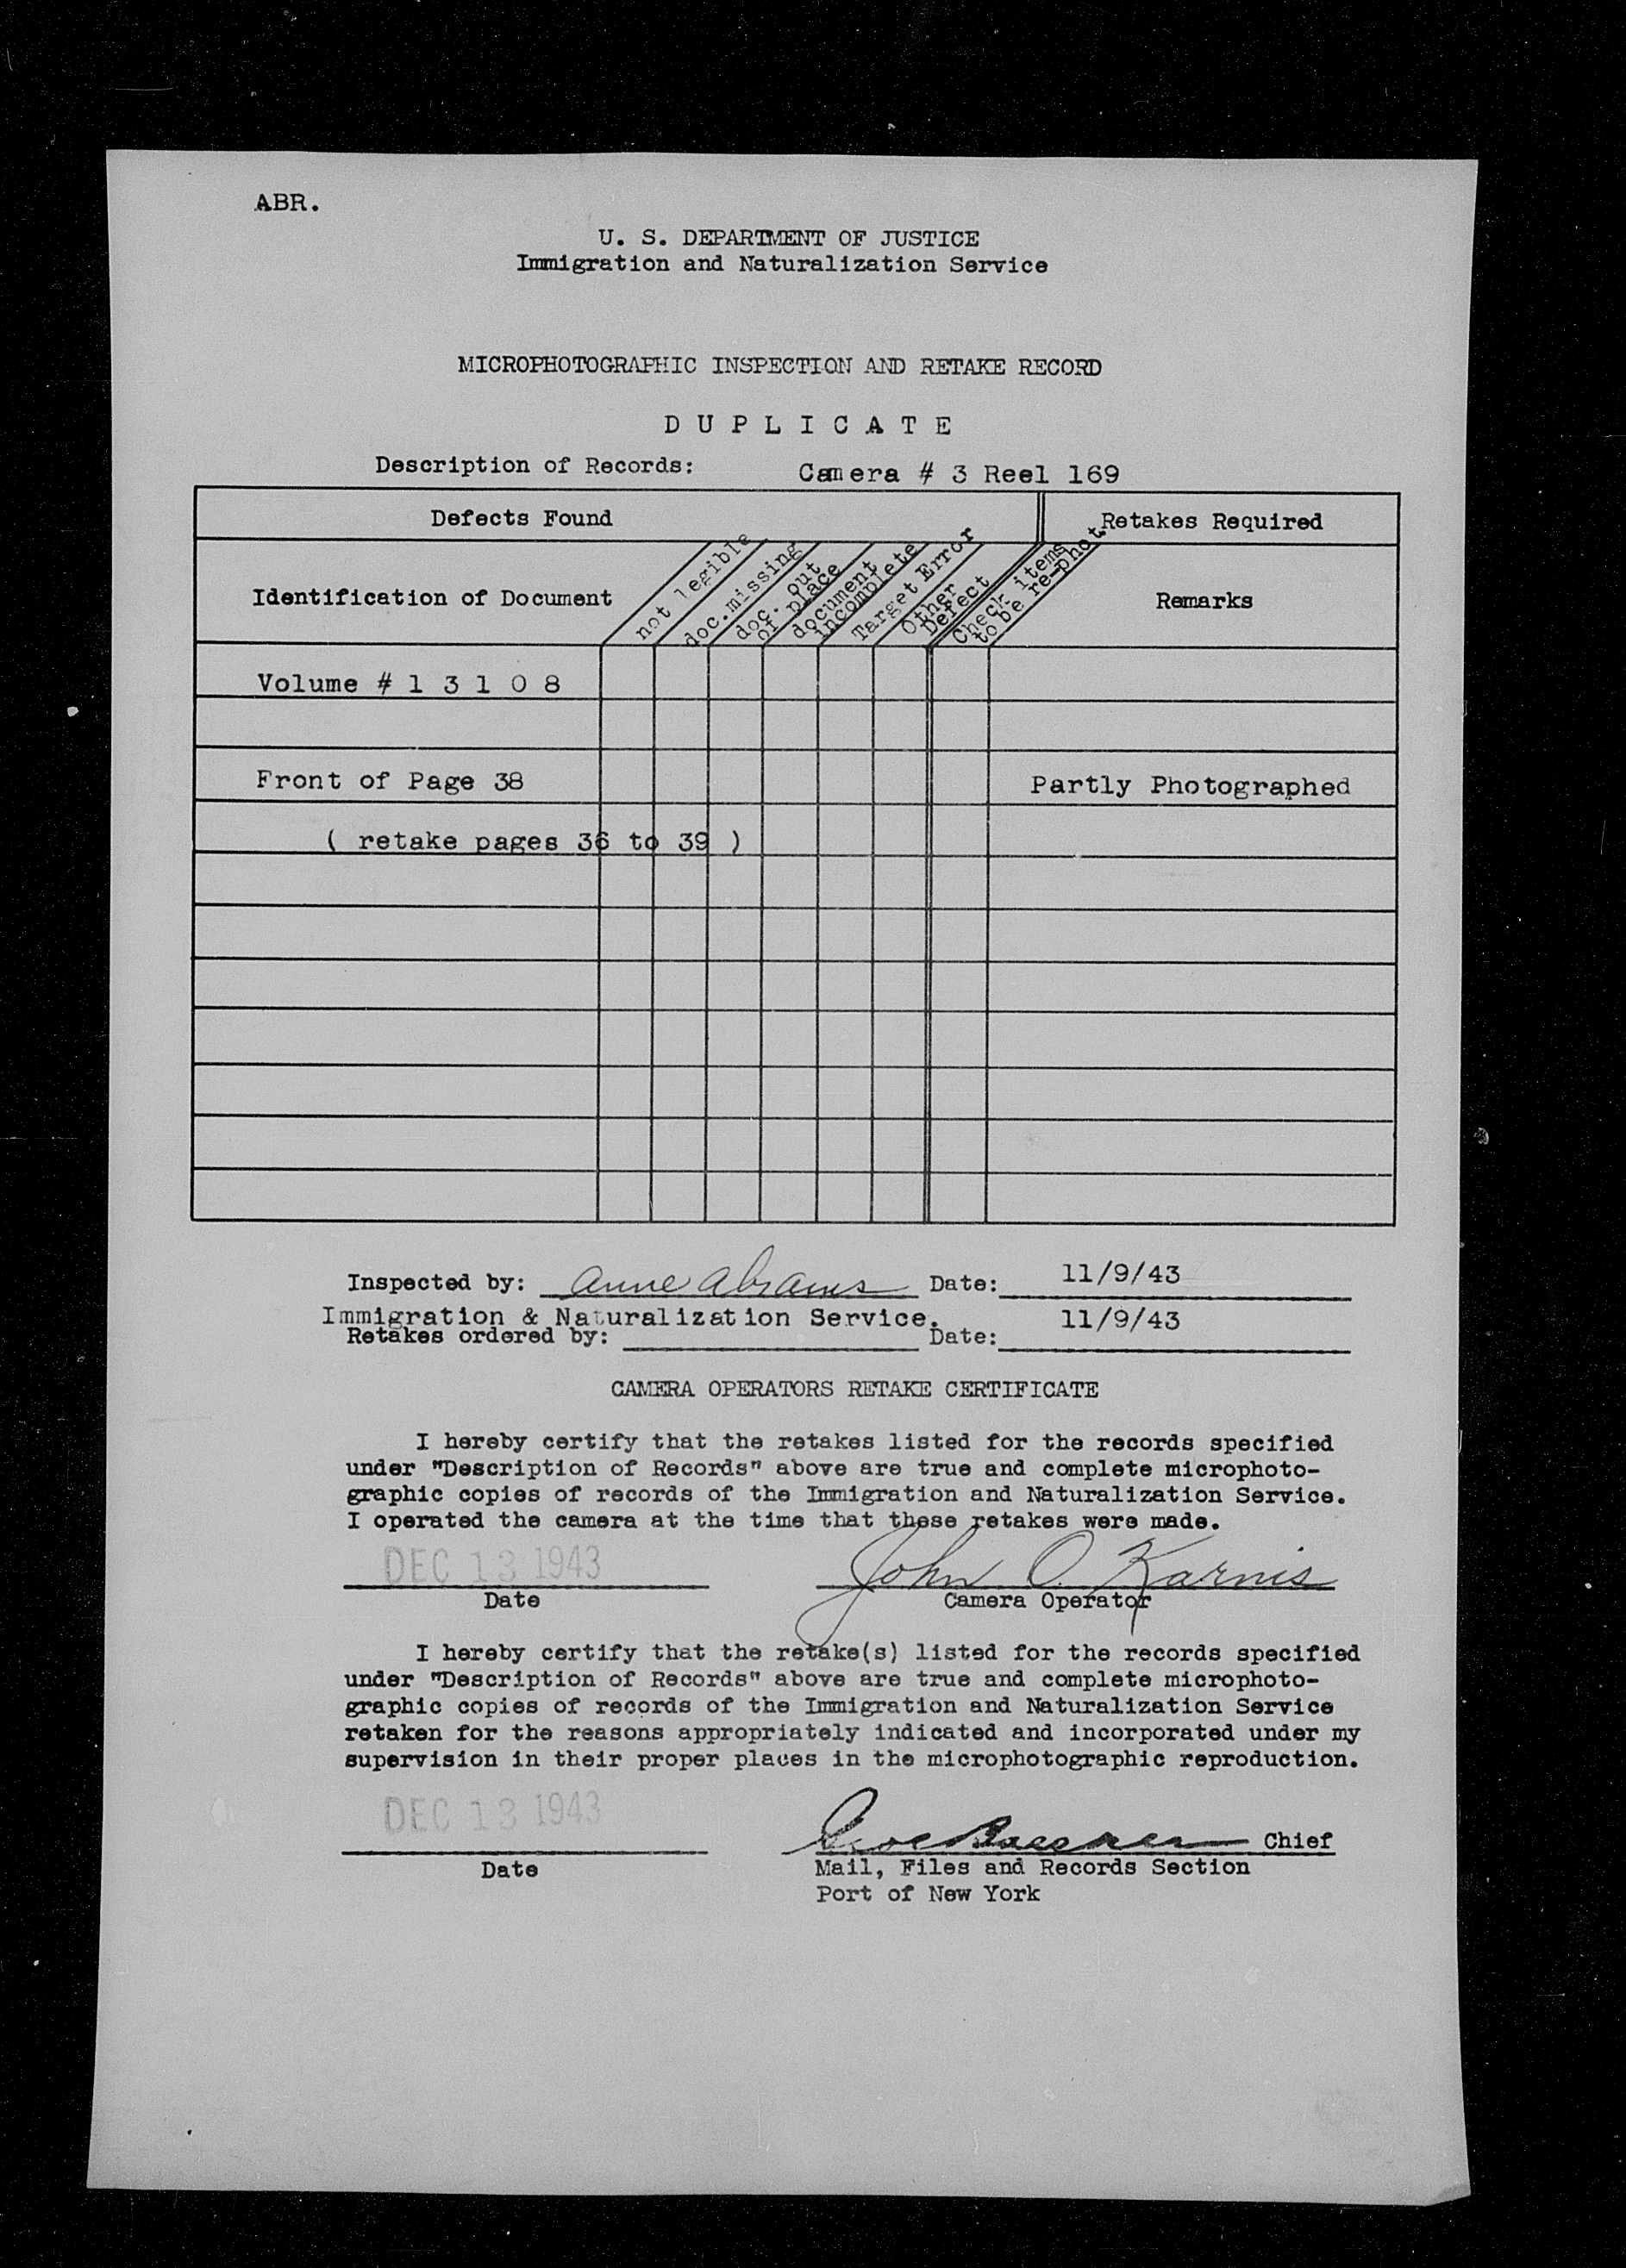 ABR.
U. S. DEPARTMENT OF JUSTICE
Immigration and Naturalization Service
MICROPHOTOGRAPHIC INSPECTION AND RETAKE RECORD
D U P L I C A T E
Description of Records: Camera # 3 Reel 169
Defects Found
Retakes Required
Identification of Document
not legible
doc. missing
doc. out
of place
document
incomplete
Target Error
Other
Defect
Check items
to be re-phot.
Remarks
Volume # 1 3 1 0 8
Front of Page 38 Partly Photographed
( retake pages 36 to 39 )
Inspected by: Anne Abrams Date: 11/9/43
Immigration & Naturalization Service. 11/9/43
Retakes ordered by: Date:
CAMERA OPERATORS RETAKE CERTIFICATE
I hereby certify that the retakes listed for the records specified
under "Description of Records" above are true and complete microphoto-
graphic copies of records of the Immigration and Naturalization Service.
I operated the camera at the time that these retakes were made.
DEC 13 1943 John O. Karnis
Date Camera Operator
I hereby certify that the retake(s) listed for the records specified
under "Description of Records" above are true and complete microphoto-
graphic copies of records of the Immigration and Naturalization Service
retaken for the reasons appropriately indicated and incorporated under my
supervision in their proper places in the microphotographic reproduction.
DEC 13 1943
Chief
Date Mail, Files and Records Section
Port of New York